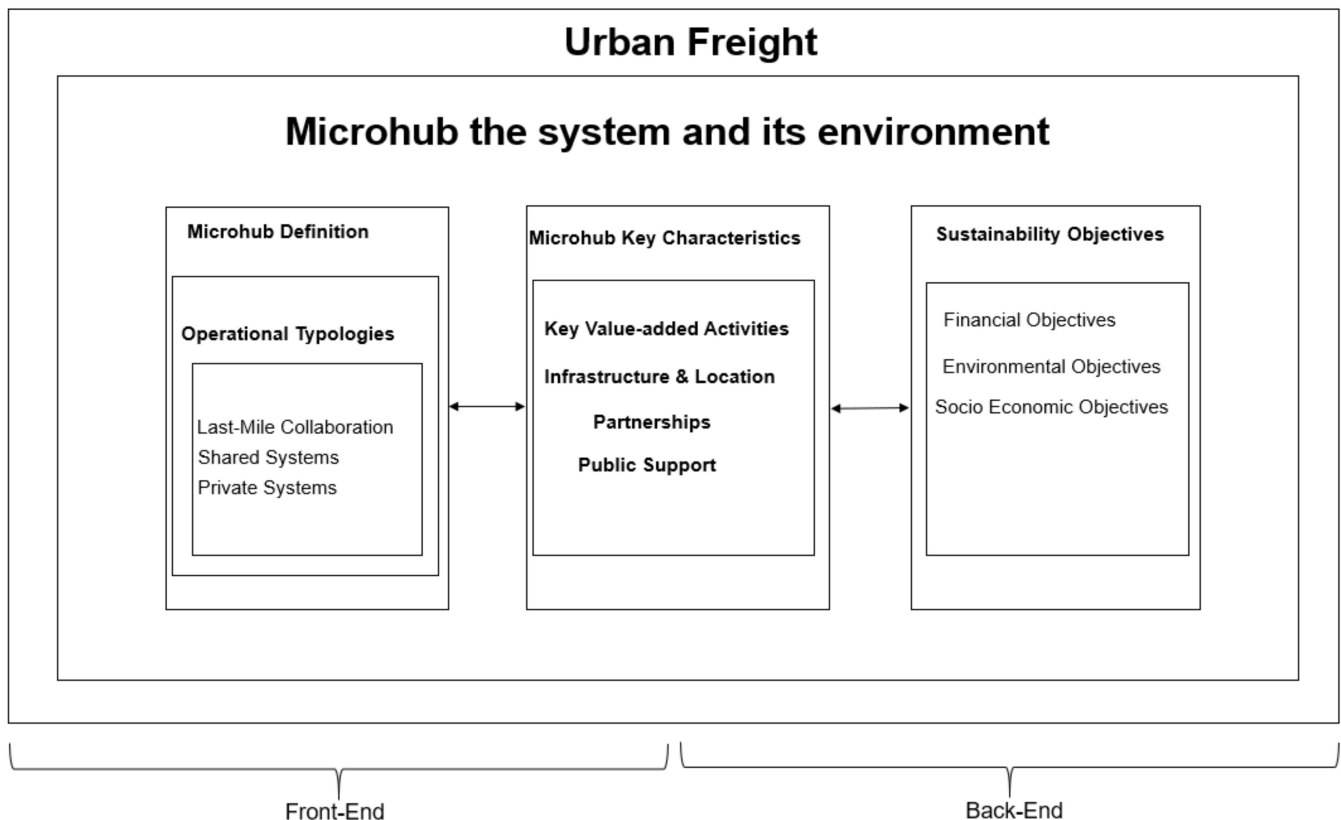 Urban Freight
Microhub the system and its environment
Microhub Definition
Operational Typologies
Last-Mile Collaboration
Shared Systems
Private Systems
Microhub Key Characteristics
Key Value-added Activities
Infrastructure & Location
Partnerships
Public Support
Sustainability Objectives
Financial Objectives
Environmental Objectives
Socio Economic Objectives
Front-End
Back-End